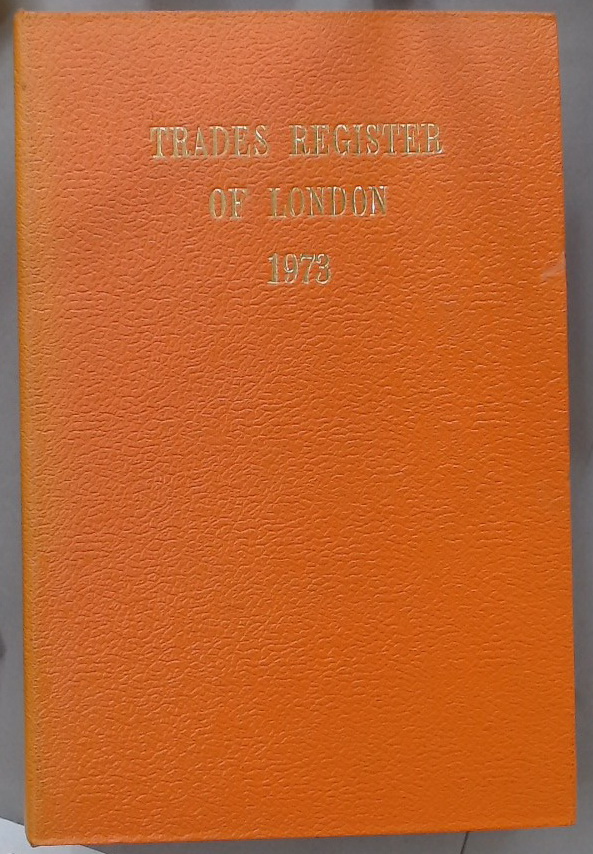 TRADES REGISTER
OF LONDON
1973